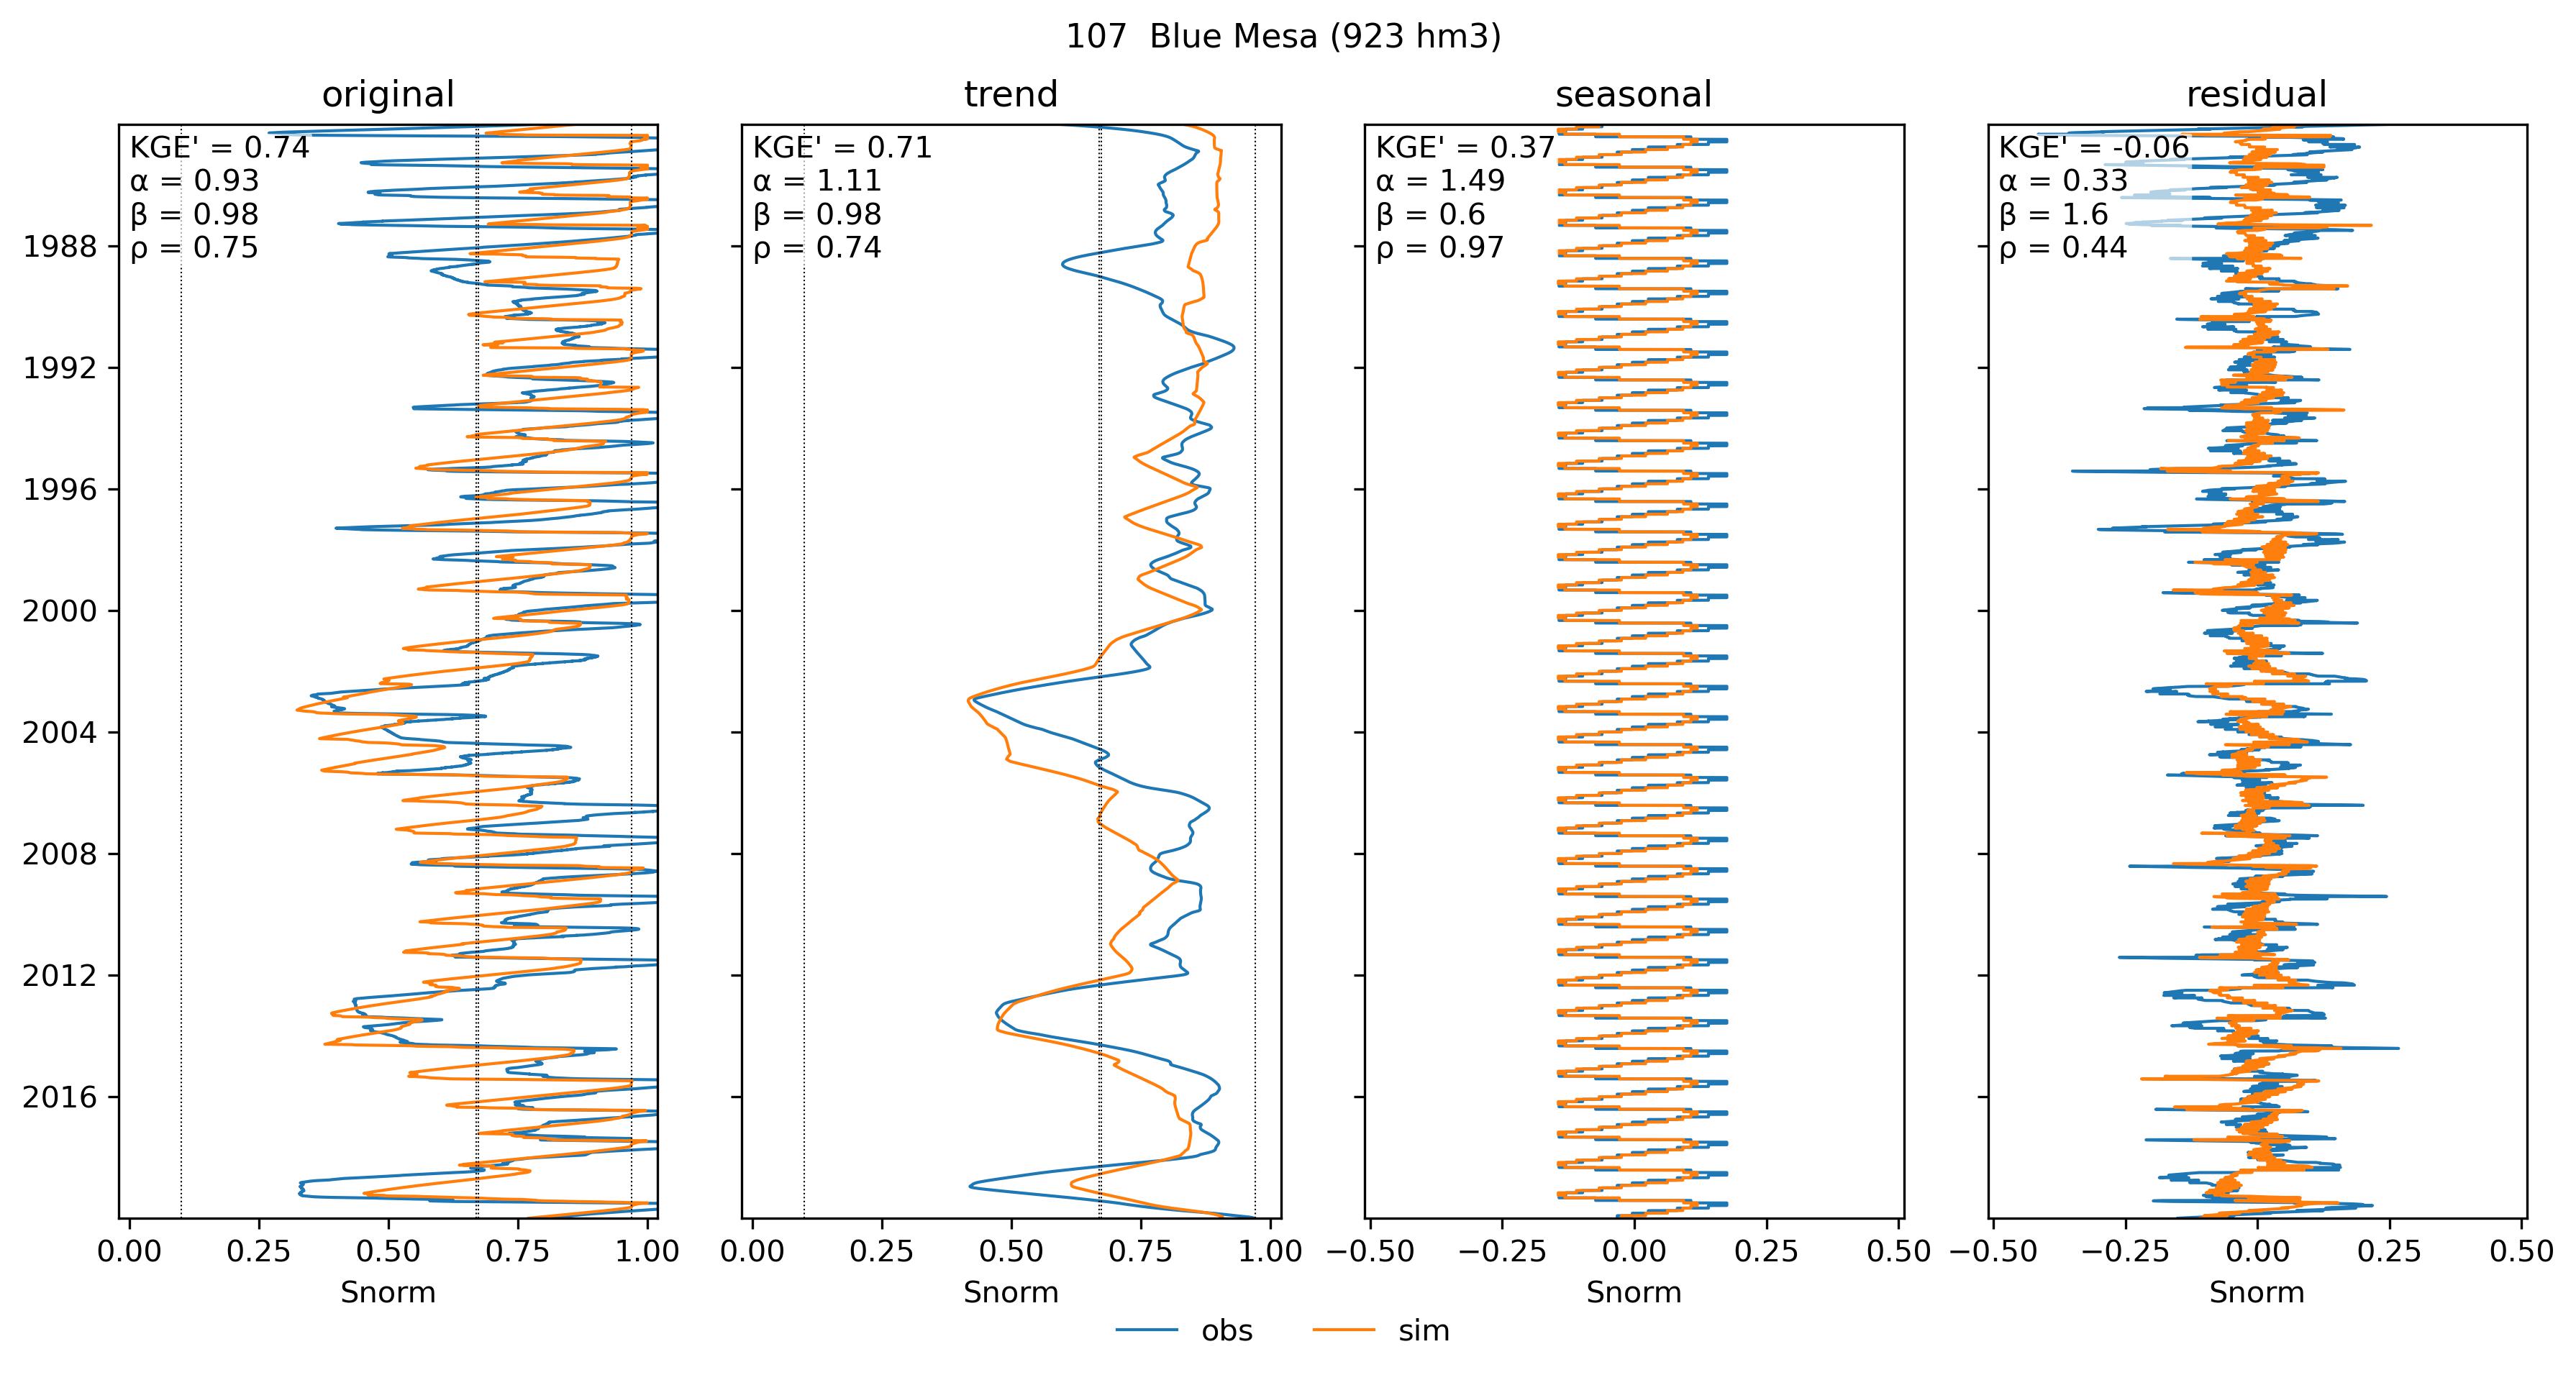 107  Blue Mesa (923 hm3)
original
KGE' = 0.74
α = 0.93
β = 0.98
ρ = 0.75
1988
1992
1996
2000
2004
2008
2012
2016
0.00 0.25 0.50 0.75 1.00
Snorm
trend
KGE' = 0.71
α = 1.11
β = 0.98
ρ = 0.74
0.00 0.25 0.50 0.75 1.00
Snorm
seasonal
KGE' = 0.37
α = 1.49
β = 0.6
ρ = 0.97
−0.50 −0.25 0.00 0.25 0.50
Snorm
residual
KGE' = -0.06
α = 0.33
β = 1.6
ρ = 0.44
−0.50 −0.25 0.00 0.25 0.50
Snorm
obs sim